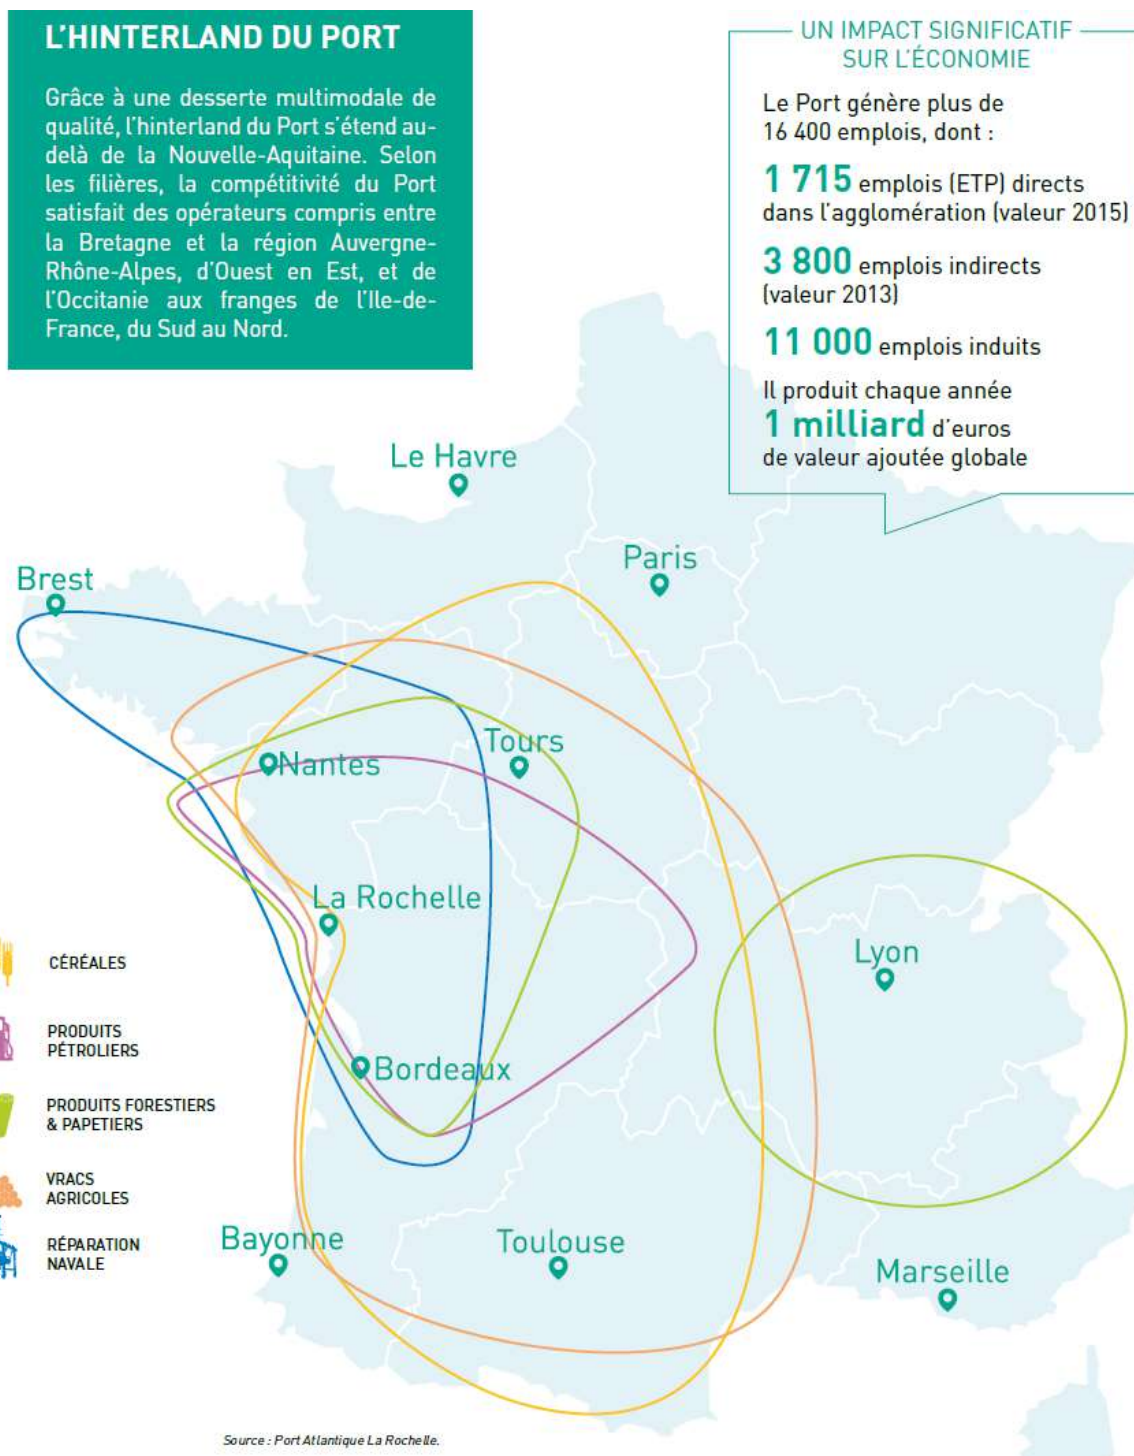 L'HINTERLAND DU PORT
Grâce à une desserte multimodale de
qualité, l'hinterland du Port s'étend au-
delà de la Nouvelle-Aquitaine. Selon
les filières, la compétitivité du Port
satisfait des opérateurs compris entre
la Bretagne et la région Auvergne-
Rhône-Alpes, d'Ouest en Est, et de
l'Occitanie aux franges de l'Ile-de-
France, du Sud au Nord.
UN IMPACT SIGNIFICATIF
SUR L'ÉCONOMIE
Le Port génère plus de
16 400 emplois, dont :
1 715 emplois (ETP) directs
dans l'agglomération (valeur 2015)
3 800 emplois indirects
(valeur 2013)
11 000 emplois induits
Il produit chaque année
1 milliard d'euros
de valeur ajoutée globale
Le Havre
Paris
Brest
Tours
Nantes
La Rochelle
Lyon
Bordeaux
Bayonne
Toulouse
Marseille
CÉRÉALES
PRODUITS
PÉTROLIERS
PRODUITS FORESTIERS
& PAPETIERS
VRACS
AGRICOLES
RÉPARATION
NAVALE
Source : Port Atlantique La Rochelle.